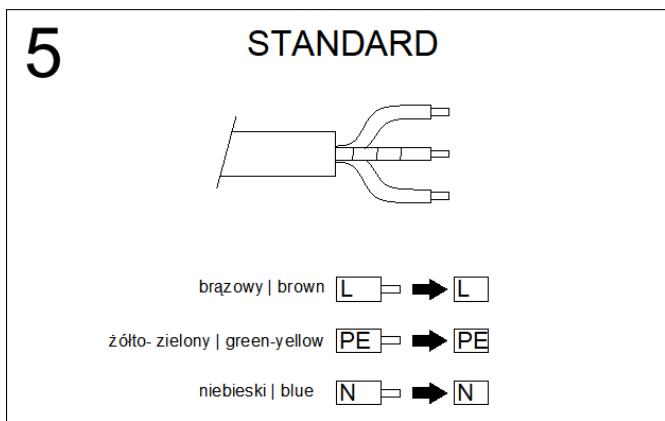 5 STANDARD
brązowy | brown L L
żółto- zielony | green-yellow PE PE
niebieski | blue N N